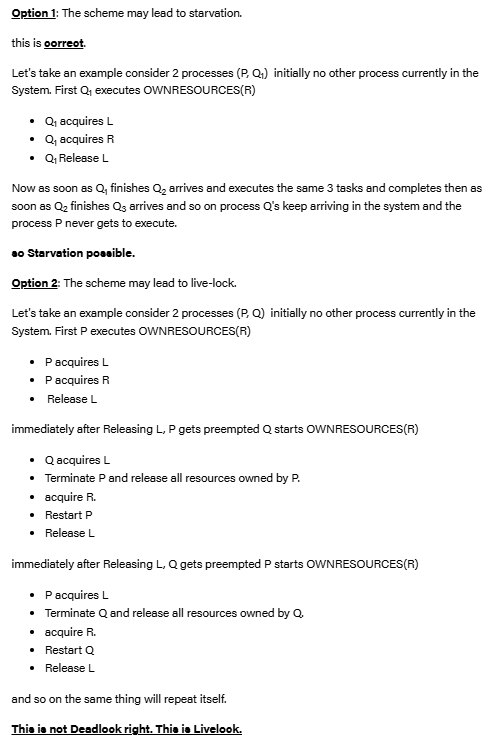 Option 1: The scheme may lead to starvation.
this is correct.
Let's take an example consider 2 processes (P, Q₁) initially no other process currently in the
System. First Q₁ executes OWNRESOURCES(R)
• Q₁ acquires L
• Q₁ acquires R
• Q₁ Release L
Now as soon as Q₁ finishes Q₂ arrives and executes the same 3 tasks and completes then as
soon as Q₂ finishes Q₃ arrives and so on process Q's keep arriving in the system and the
process P never gets to execute.
so Starvation possible.
Option 2: The scheme may lead to live-lock.
Let's take an example consider 2 processes (P, Q) initially no other process currently in the
System. First P executes OWNRESOURCES(R)
• P acquires L
• P acquires R
• Release L
immediately after Releasing L, P gets preempted Q starts OWNRESOURCES(R)
• Q acquires L
• Terminate P and release all resources owned by P.
• acquire R.
• Restart P
• Release L
immediately after Releasing L, Q gets preempted P starts OWNRESOURCES(R)
• P acquires L
• Terminate Q and release all resources owned by Q.
• acquire R.
• Restart Q
• Release L
and so on the same thing will repeat itself.
This is not Deadlock right. This is Livelock.